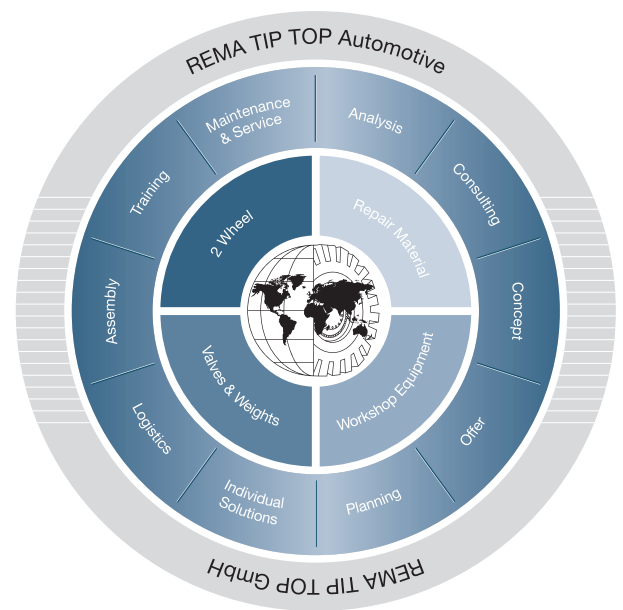 REMA TIP TOP Automotive
Maintenance
& Service
Analysis
Consulting
Concept
Offer
Planning
Individual
Solutions
Logistics
Assembly
Training
2 Wheel
Repair Material
Workshop Equipment
Valves & Weights
REMA TIP TOP GmbH